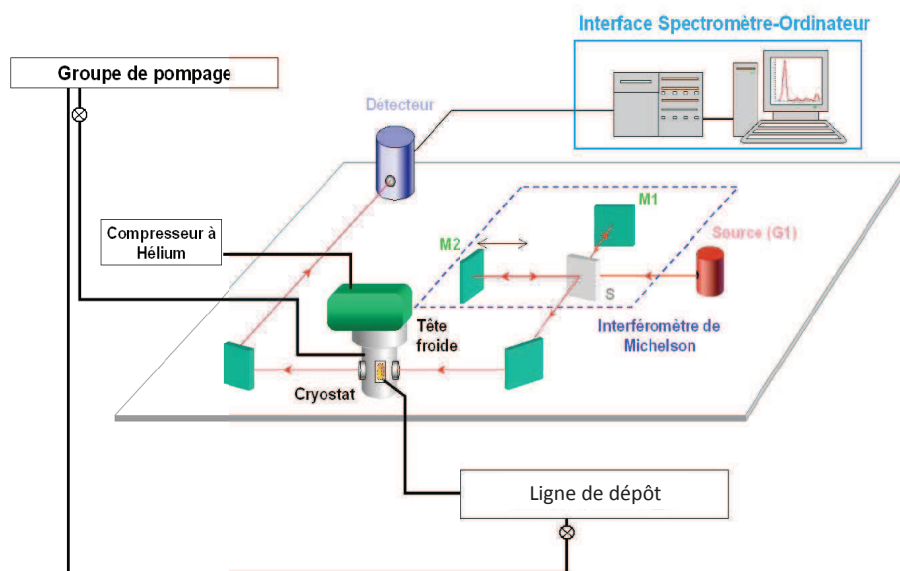 Interface Spectromètre-Ordinateur
Groupe de pompage
Détecteur
M1
Compresseur à
Hélium
M2
Source (G1)
S
Tête
froide
Interféromètre de
Michelson
Cryostat
Ligne de dépôt